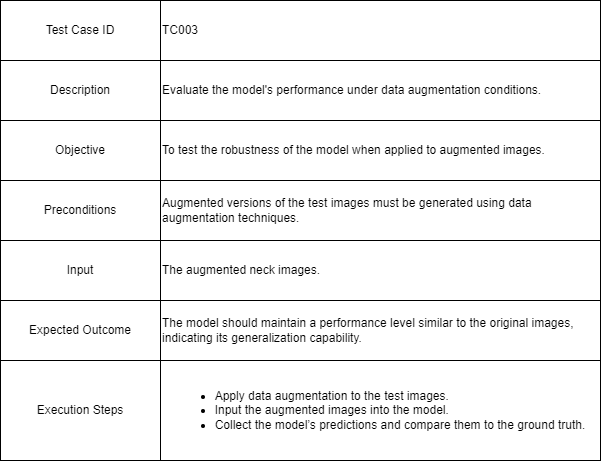 Test Case ID
TC003
Description
Evaluate the model's performance under data augmentation conditions.
Objective
To test the robustness of the model when applied to augmented images.
Preconditions
Augmented versions of the test images must be generated using data
augmentation techniques.
Input
The augmented neck images.
Expected Outcome
The model should maintain a performance level similar to the original images,
indicating its generalization capability.
Execution Steps
• Apply data augmentation to the test images.
• Input the augmented images into the model.
• Collect the model's predictions and compare them to the ground truth.